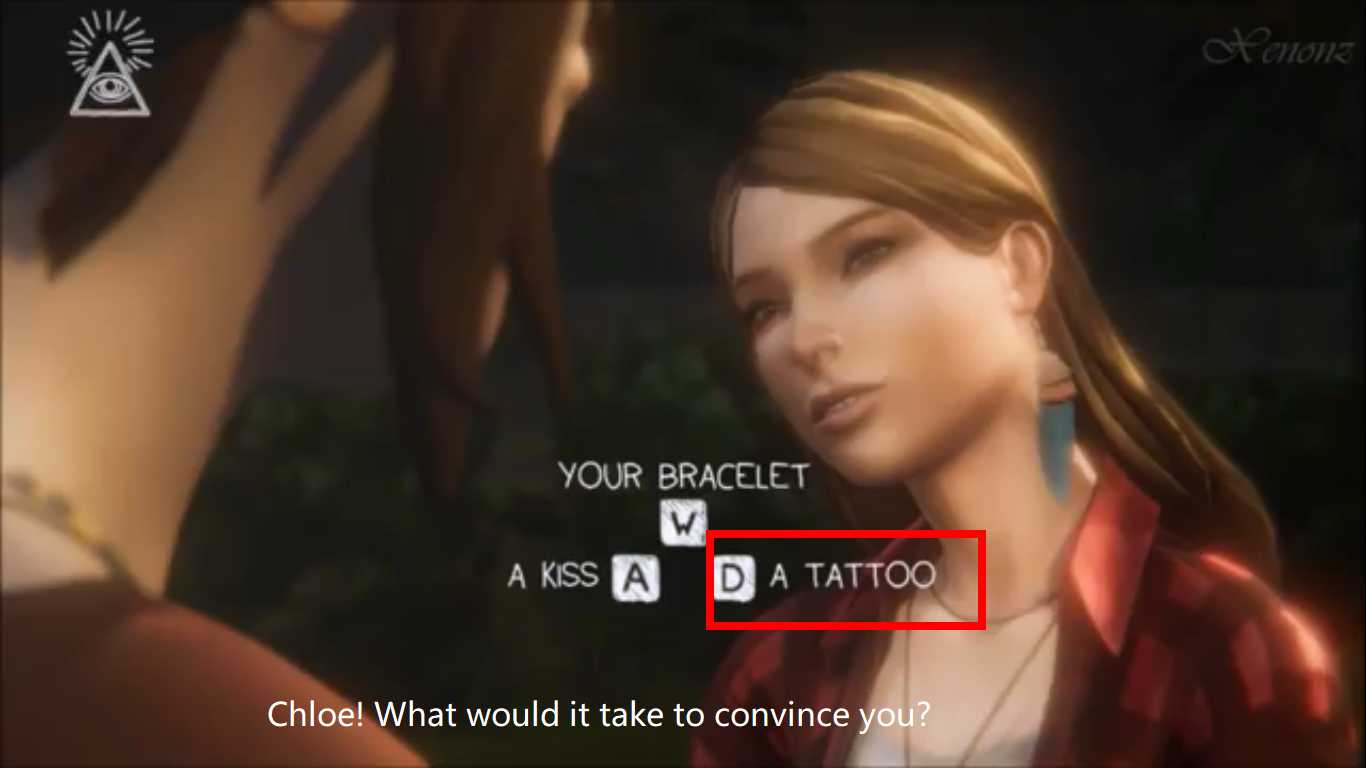 Xenonz
YOUR BRACELET
W
A KISS A D A TATTOO
Chloe! What would it take to convince you?